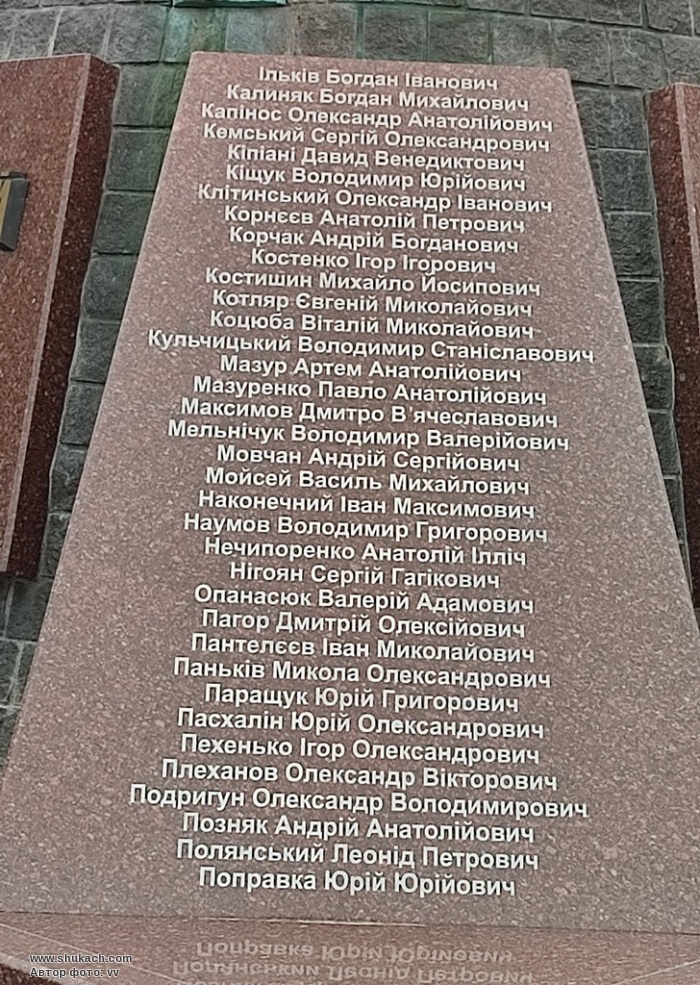 Ільків Богдан Іванович
Калиняк Богдан Михайлович
Капінос Олександр Анатолійович
Кемський Сергій Олександрович
Кіпіані Давид Венедиктович
Кіщук Володимир Юрійович
Клітинський Олександр Іванович
Корнєєв Анатолій Петрович
Корчак Андрій Богданович
Костенко Ігор Ігорович
Костишин Михайло Йосипович
Котляр Євгеній Миколайович
Коцюба Віталій Миколайович
Кульчицький Володимир Станіславович
Мазур Артем Анатолійович
Мазуренко Павло Анатолійович
Максимов Дмитро В'ячеславович
Мельнічук Володимир Валерійович
Мовчан Андрій Сергійович
Мойсей Василь Михайлович
Наконечний Іван Максимович
Наумов Володимир Григорович
Нечипоренко Анатолій Ілліч
Нігоян Сергій Гагікович
Опанасюк Валерій Адамович
Пагор Дмитрій Олексійович
Пантелєєв Іван Миколайович
Паньків Микола Олександрович
Паращук Юрій Григорович
Пасхалін Юрій Олександрович
Пехенько Ігор Олександрович
Плеханов Олександр Вікторович
Подригун Олександр Володимирович
Позняк Андрій Анатолійович
Полянський Леонід Петрович
Поправка Юрій Юрійович
www.shukach.com
Автор фото: vv